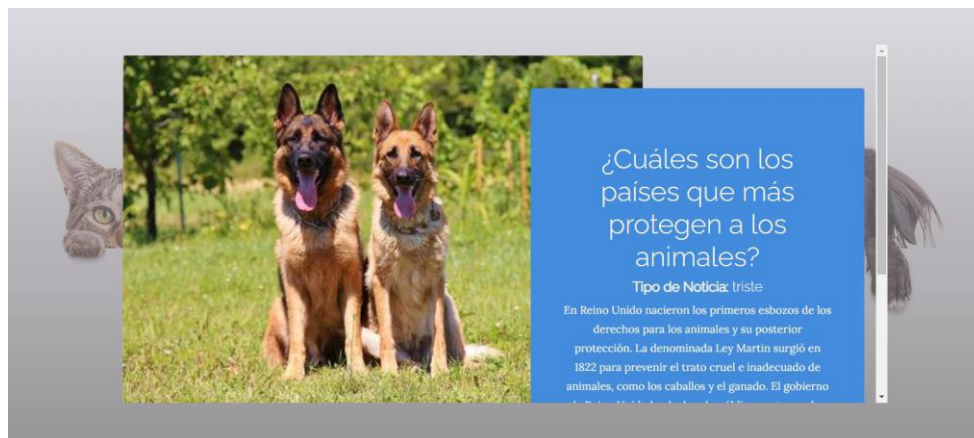 ¿Cuáles son los
países que más
protegen a los
animales?
Tipo de Noticia: triste
En Reino Unido nacieron los primeros esbozos de los
derechos para los animales y su posterior
protección. La denominada Ley Martin surgió en
1822 para prevenir el trato cruel e inadecuado de
animales, como los caballos y el ganado. El gobierno